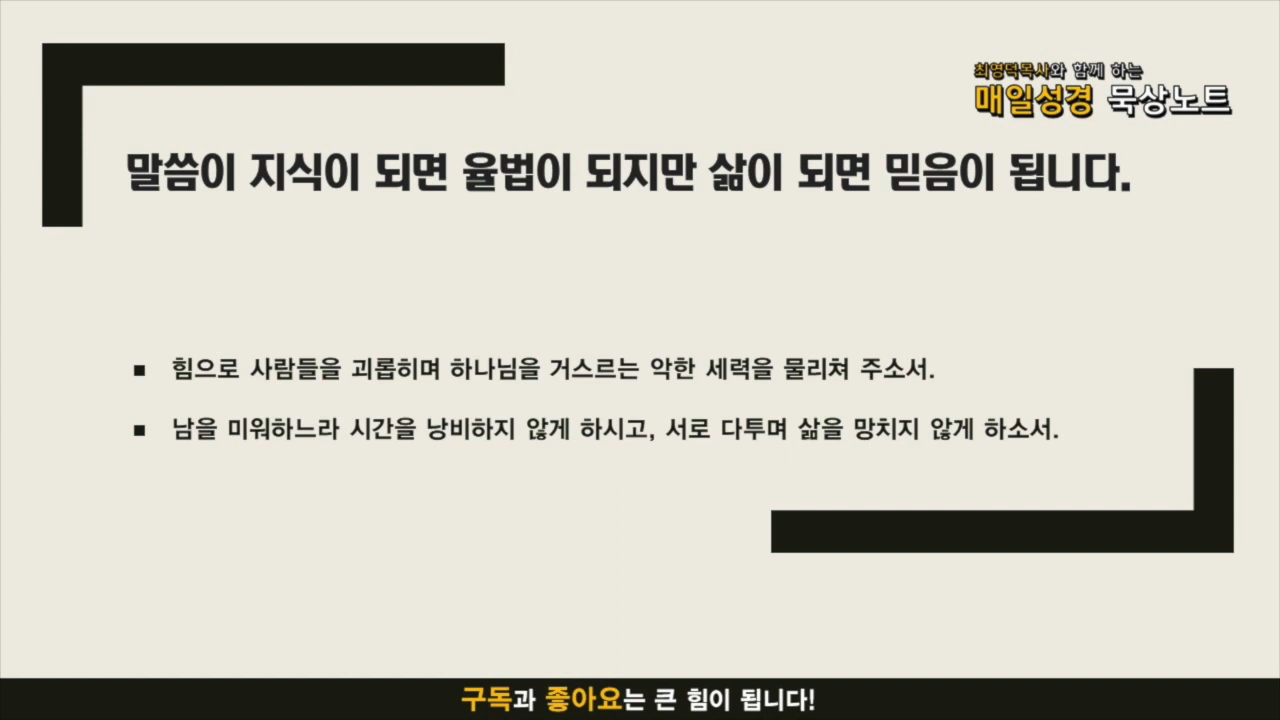 최영덕목사와 함께 하는
매일성경 묵상노트
말씀이 지식이 되면 율법이 되지만 삶이 되면 믿음이 됩니다.
■ 힘으로 사람들을 괴롭히며 하나님을 거스르는 악한 세력을 물리쳐 주소서.
■ 남을 미워하느라 시간을 낭비하지 않게 하시고, 서로 다투며 삶을 망치지 않게 하소서.
구독과 좋아요는 큰 힘이 됩니다!